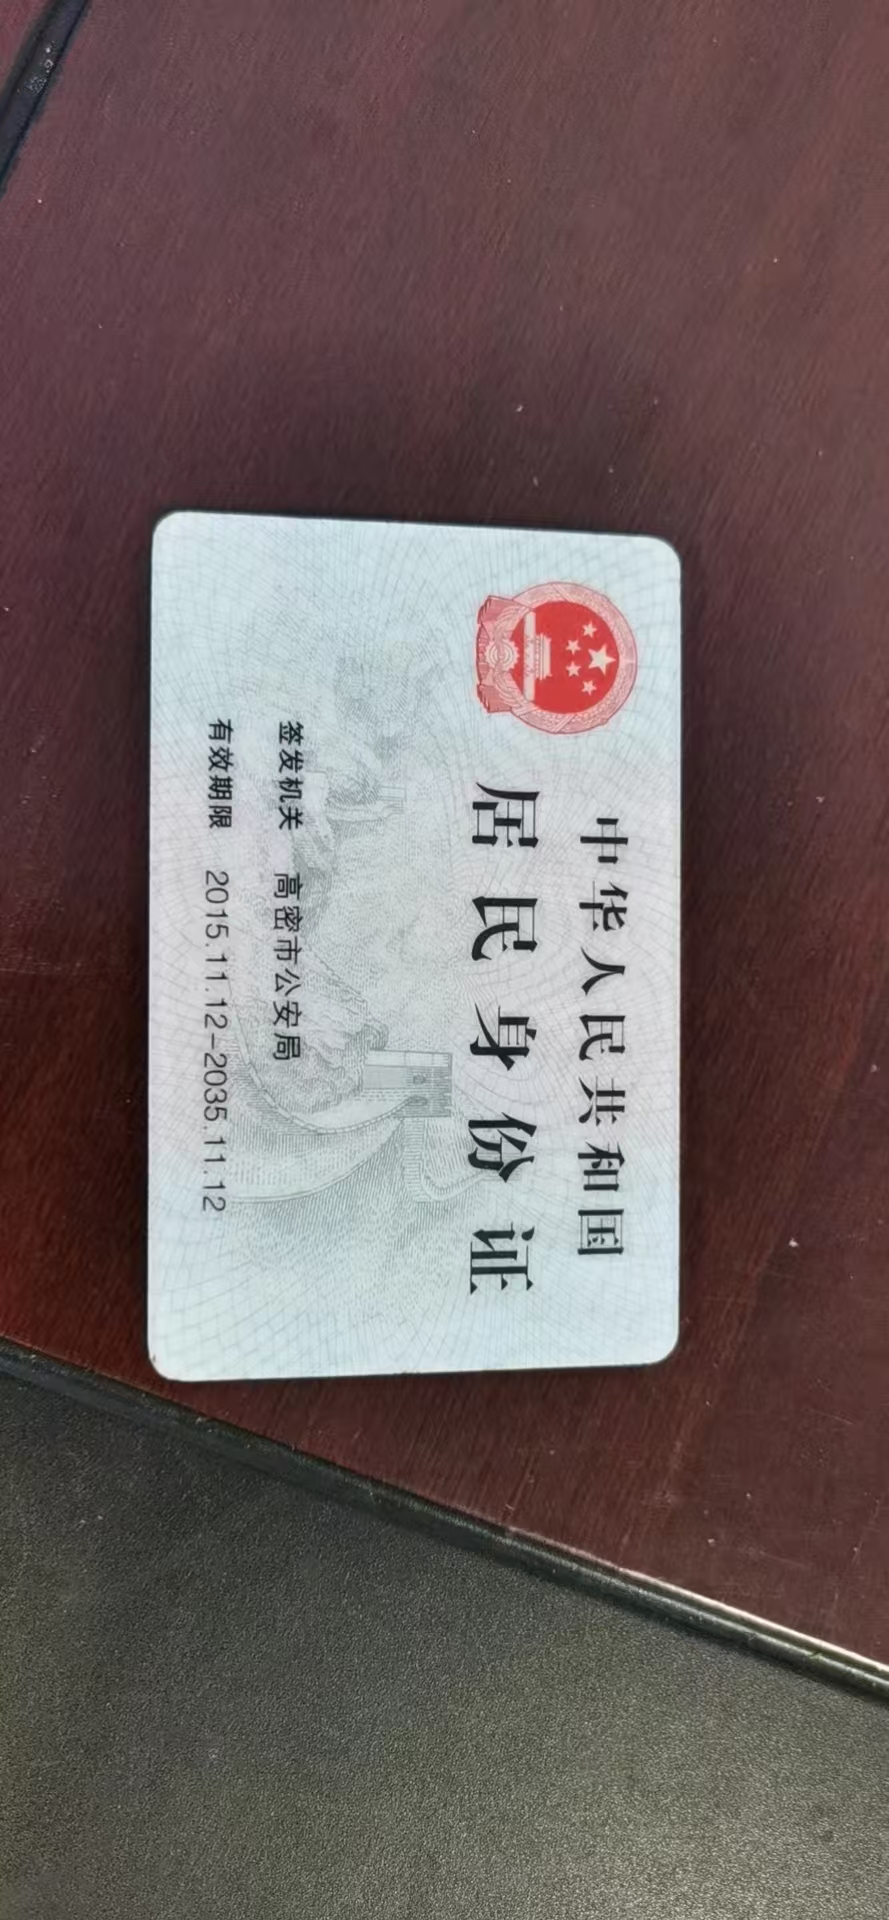 中华人民共和国
居民身份证
签发机关 高密市公安局
有效期限 2015.11.12-2035.11.12